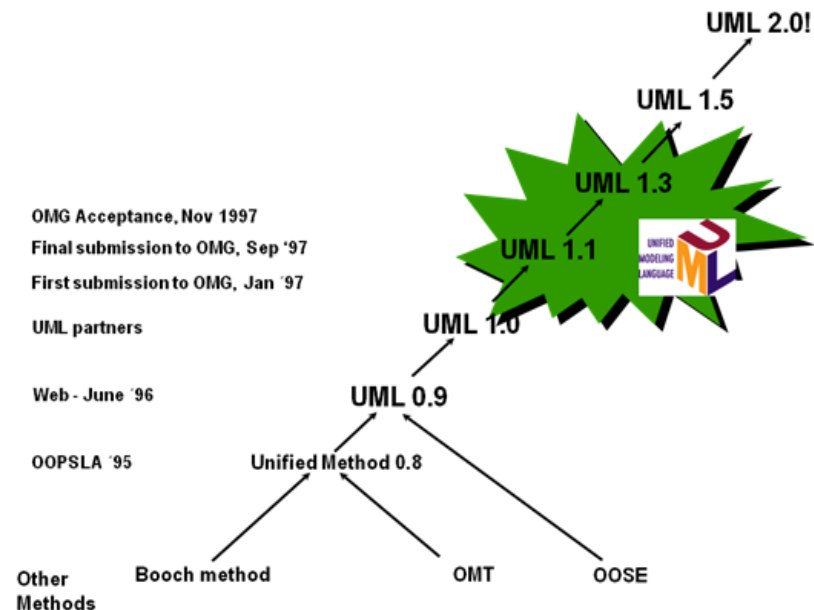 UML 2.0!
UML 1.5
UML 1.3
OMG Acceptance, Nov 1997
Final submission to OMG, Sep ‘97
UML 1.1
UNIFIED
MODELING
LANGUAGE
UML
First submission to OMG, Jan ´97
UML partners
UML 1.0
Web - June ´96
UML 0.9
OOPSLA ´95
Unified Method 0.8
Other
Methods
Booch method
OMT
OOSE